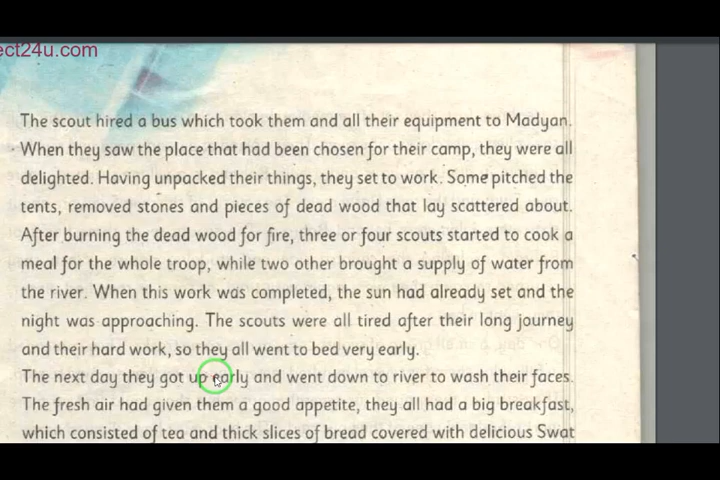 ect24u.com
The scout hired a bus which took them and all their equipment to Madyan.
When they saw the place that had been chosen for their camp, they were all
delighted. Having unpacked their things, they set to work. Some pitched the
tents, removed stones and pieces of dead wood that lay scattered about.
After burning the dead wood for fire, three or four scouts started to cook a
meal for the whole troop, while two other brought a supply of water from
the river. When this work was completed, the sun had already set and the
night was approaching. The scouts were all tired after their long journey
and their hard work, so they all went to bed very early.
The next day they got up early and went down to river to wash their faces.
The fresh air had given them a good appetite, they all had a big breakfast,
which consisted of tea and thick slices of bread covered with delicious Swat